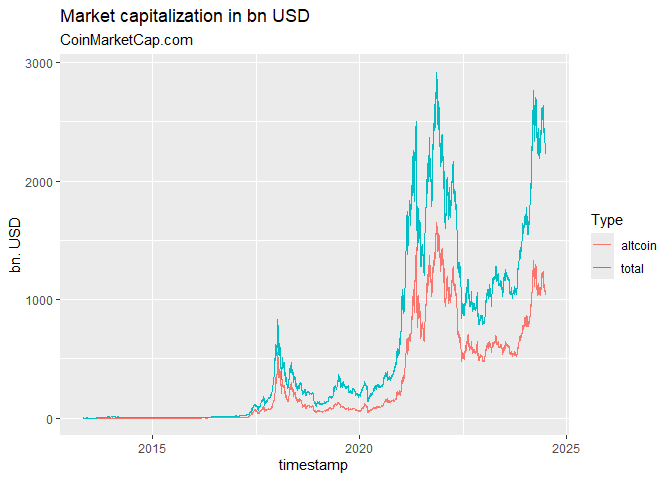 Market capitalization in bn USD
CoinMarketCap.com
3000
2000
1000
0
bn. USD
2015
2020
2025
timestamp
Type
altcoin
total